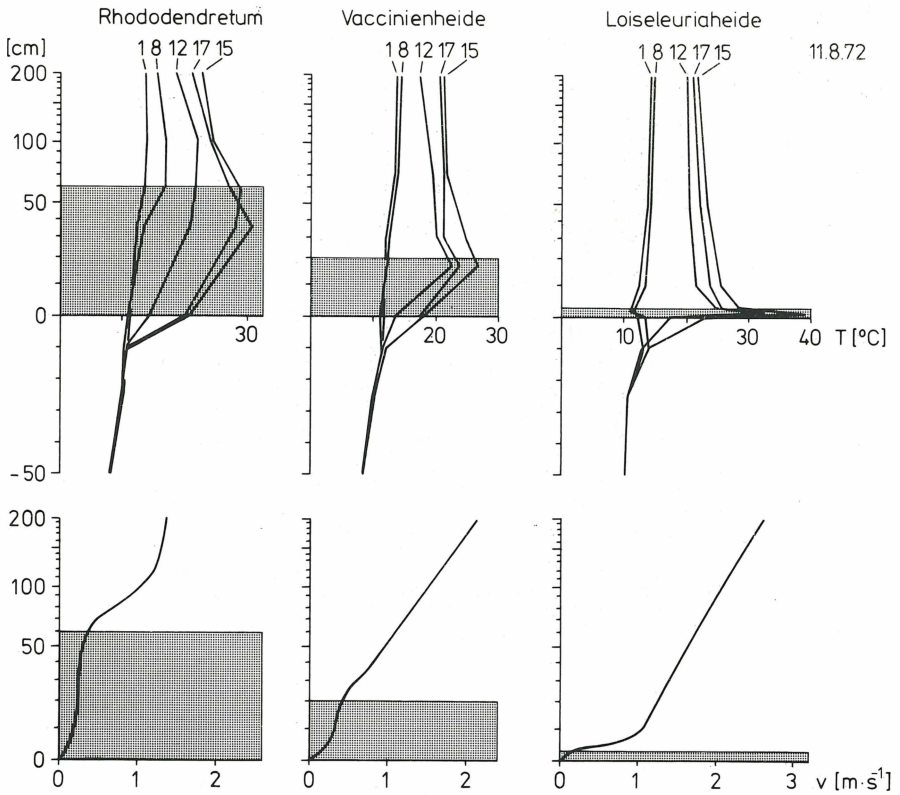 Rhododendretum Vaccinienheide Loiseleuriaheide
[cm] 1 8 12 17 15 1 8 12 17 15 1 8 12 17 15 11.8.72
200
100
50
0
30 20 30 10 30 40 T [°C]
-50
200
100
50
0
0 1 2 0 1 2 0 1 2 3 v [m·s⁻¹]